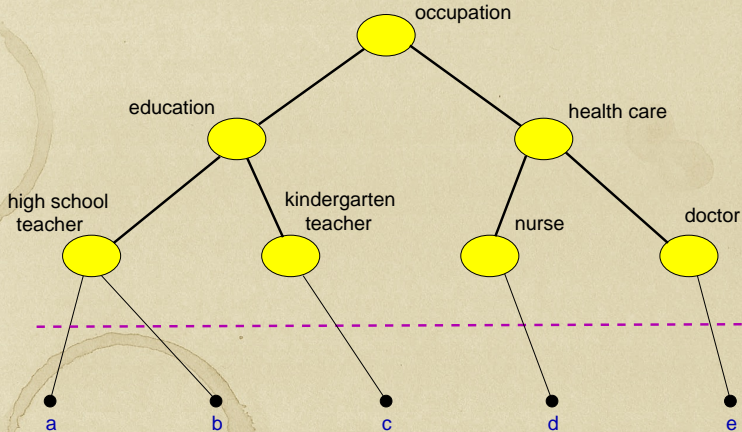 occupation
education
health care
high school
teacher
kindergarten
teacher
nurse
doctor
a
b
c
d
e